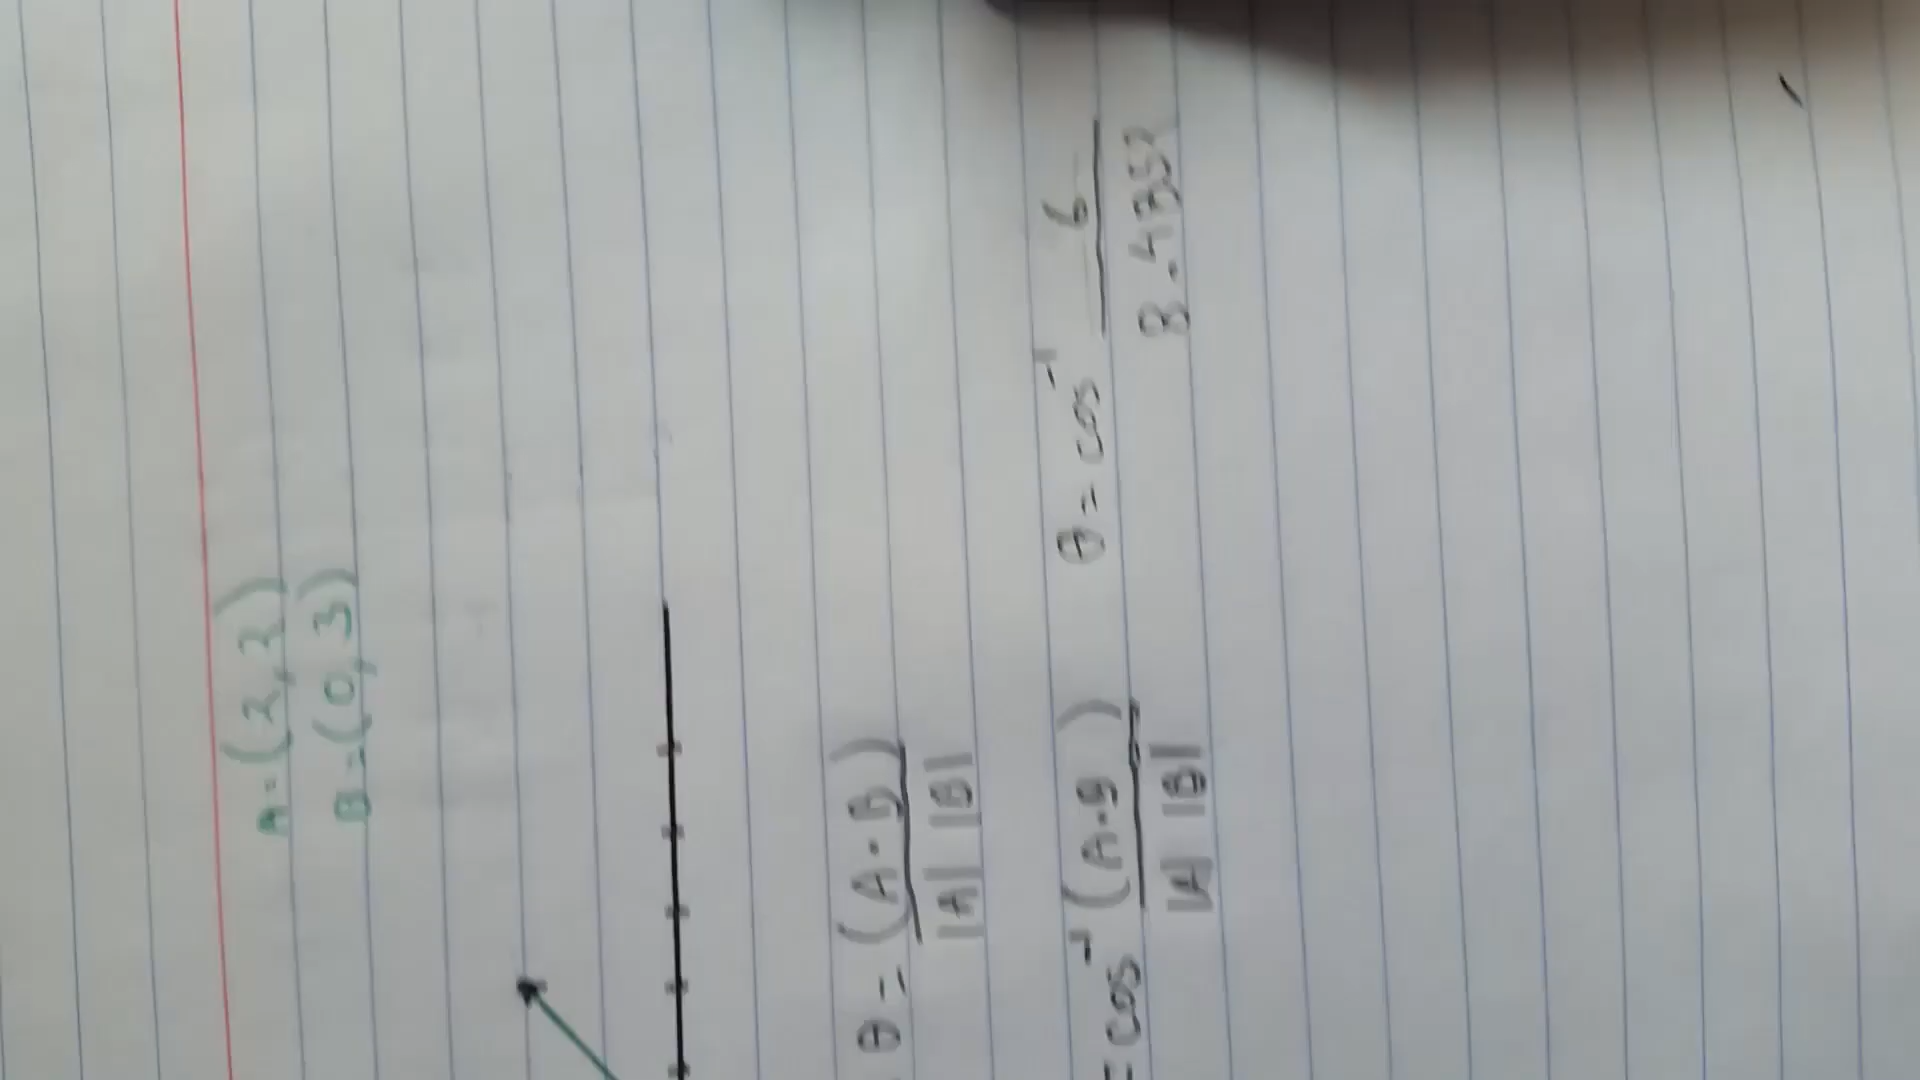 A=(2,2)
B=(0,3)
θ = (A·B)
|A| |B|
= cos⁻¹ (A·B)
|A| |B|
θ = cos⁻¹ 6
8.4852